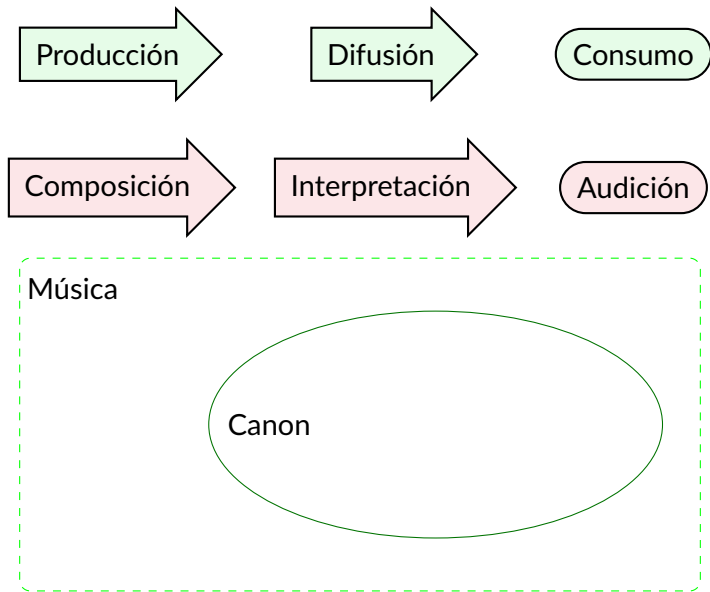 Producción
Difusión
Consumo
Composición
Interpretación
Audición
Música
Canon